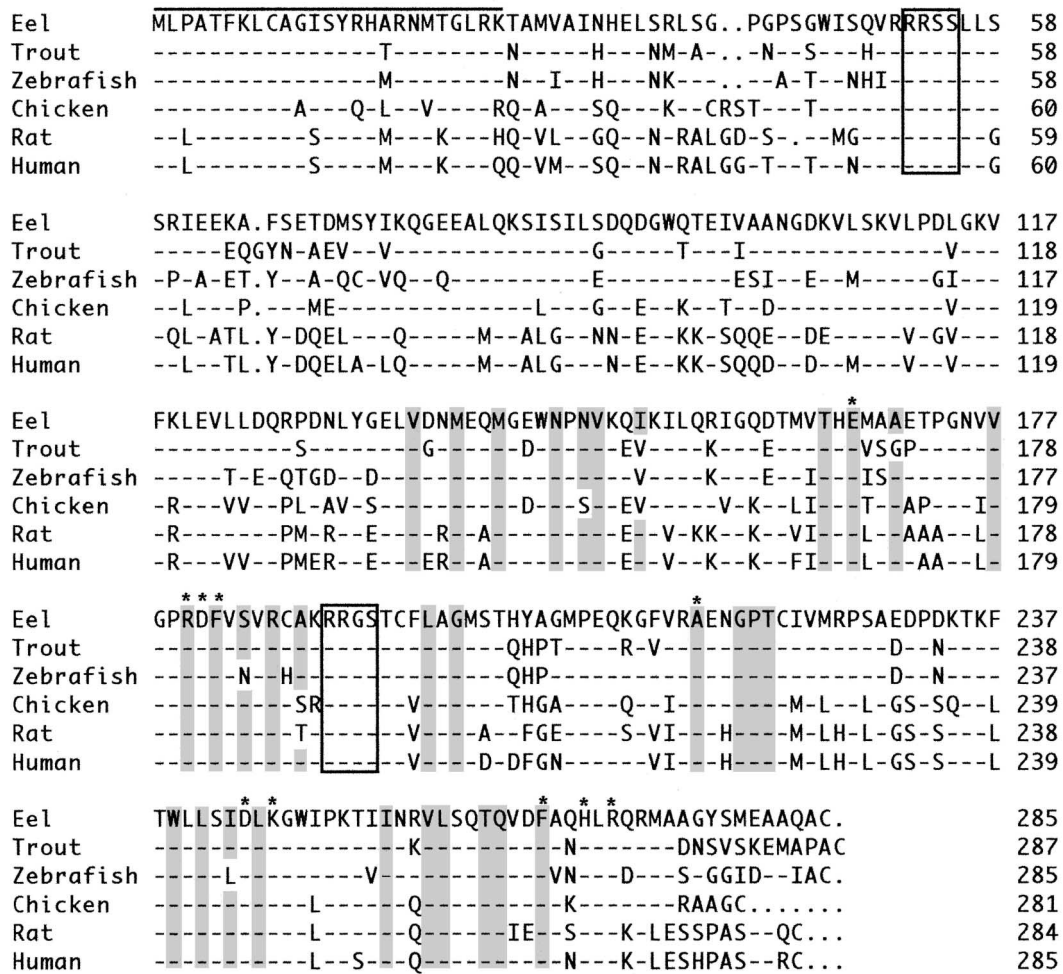 Eel MLPATFKLCAGISYRHARNMTGLRKTAMVAINHELSRLSG..PGPSGWISQVRRRSSLLS 58
Trout ----------------T--------N-----H---NM-A-..--N--S---H--------- 58
Zebrafish ----------------M--------N--V--H---NK----..---A-T--NHI------- 58
Chicken ----------A---Q-L--V----RQ-A---SQ---K--CRST--T-------------- 60
Rat --L--------S----M---K--HQ-VL--GQ--N-RALGD-S-.--MG----------G 59
Human --L--------S----M---K--QQ-VM--SQ--N-RALGG-T-T--N-----------G 60
Eel SRIEEKA.FSETDMSYIKQGEEALQKSISILSDQDGWQTEIVAANGDKVLSKVLPDLGKV 117
Trout -----EQGYN-AEV--V--------------G-----T---I--------------V--- 118
Zebrafish -P-A-ET.Y--A-QC-VQ--Q----------E---------ESI--E--M-----GI--- 117
Chicken --L--P.---ME--------------L---G--E--K--T--D------------V--- 119
Rat -QL-ATL.Y-DQEL---Q-----M--ALG--NN-E--KK-SQQE--DE-----V-GV--- 118
Human --L--TL.Y-DQELA-LQ-----M--ALG---N-E--KK-SQQD--D--M---V--V--- 119
*
Eel FKLEVLLDQRPDNLYGELVDNMEQMGEWNPNVKQIKILQRIGQDTMVTHEMAAETPGNVV 177
Trout ----------S--------G------D------EV----K---E------VSGP------ 178
Zebrafish -----T-E-QTGD--D------------------V----K---E--I---IS-------- 177
Chicken -R---VV--PL-AV-S----------D---S--EV-----V-K--LI---T--AP---I- 179
Rat -R-------PM-R--E----R--A---------E--V-KK--K--VI---L--AAA--L- 178
Human -R---VV--PMER--E---ER--A---------E--V--K--K--FI---L---AA--L- 179
* * * *
Eel GPRDFVSVRCAKRRGSTCFLAGMSTHYAGMPEQKGFVRAENGPTCIVMRPSAEDPDKTKF 237
Trout -------------------------QHPT----R-V---------------D--N----- 238
Zebrafish ------N--H---------------QHP-----------------------D--N----- 237
Chicken ----------SR------V------THGA----Q--I--------M-L--L-GS-SQ--L 239
Rat ----------T-------V----A--FGE----S-VI---H----M-LH-L-GS-S---L 238
Human ------------------V----D-DFGN------VI---H----M-LH-L-GS-S---L 239
* * * * *
Eel TWLLSIDLKGWIPKTIINRVLSQTQVDFAQHLRQRMAAGYSMEAAQAC. 285
Trout ------------------K----------N-------DNSVSKEMAPAC 287
Zebrafish -----L---------V------------VN---D---S-GGID--IAC. 285
Chicken -----------L------Q----------K-------RAAGC....... 281
Rat -----------L------Q------IE--S---K-LESSPAS--QC... 284
Human -----------L--S---Q----------N---K-LESHPAS--RC... 285